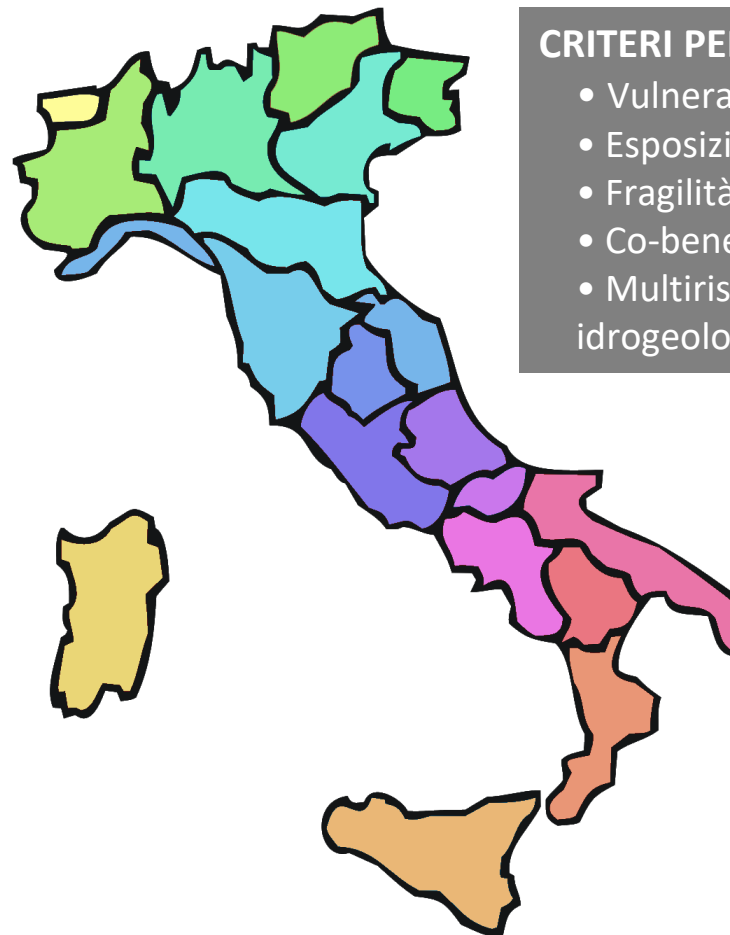 CRITERI PE
• Vulnera
• Esposizi
• Fragilità
• Co-bene
• Multiris
idrogeolo